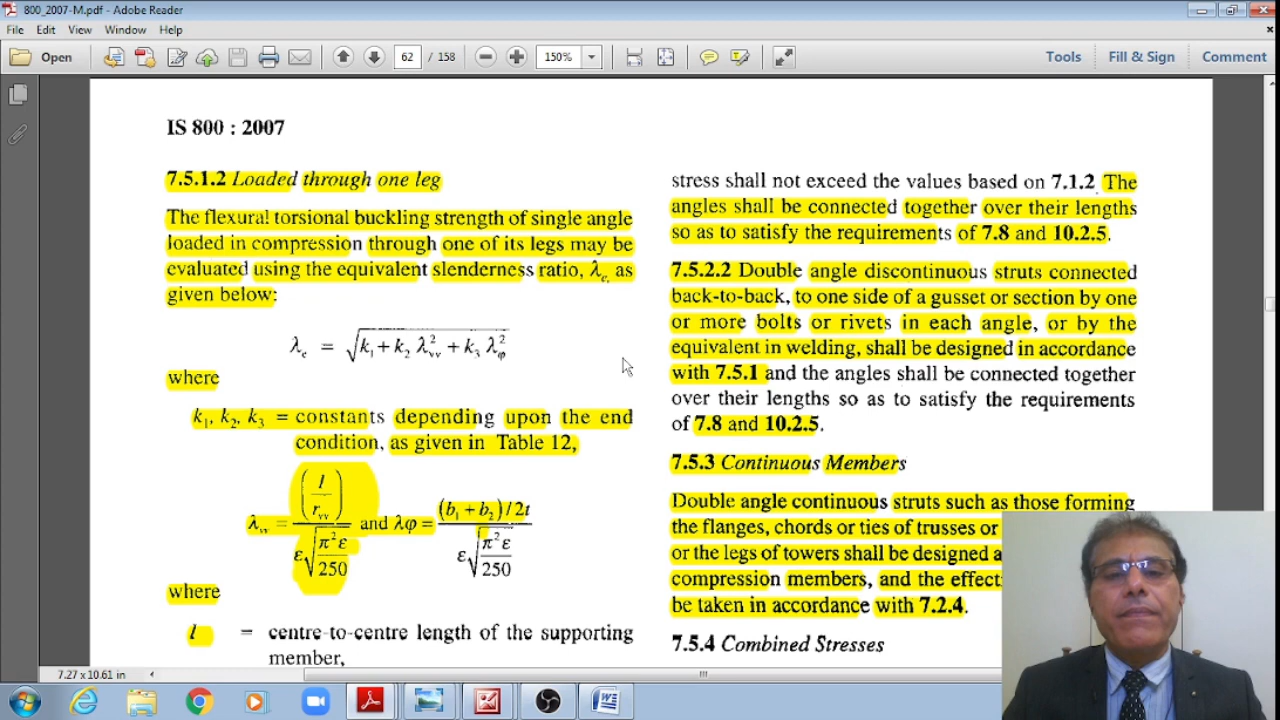 800_2007-M.pdf - Adobe Reader
File Edit View Window Help
Open 62 / 158 150% Tools Fill & Sign Comment
IS 800 : 2007
7.5.1.2 Loaded through one leg
The flexural torsional buckling strength of single angle
loaded in compression through one of its legs may be
evaluated using the equivalent slenderness ratio, λe, as
given below:
λe = √(k1 + k2 λ²vv + k3 λ²φ)
where
k1, k2, k3 = constants depending upon the end
condition, as given in Table 12,
λvv = (l / rvv) / (ε√(π²ε / 250)) and λφ = (b1 + b2) / 2t / (ε√(π²ε / 250))
where
l = centre-to-centre length of the supporting
member,
stress shall not exceed the values based on 7.1.2. The
angles shall be connected together over their lengths
so as to satisfy the requirements of 7.8 and 10.2.5.
7.5.2.2 Double angle discontinuous struts connected
back-to-back, to one side of a gusset or section by one
or more bolts or rivets in each angle, or by the
equivalent in welding, shall be designed in accordance
with 7.5.1 and the angles shall be connected together
over their lengths so as to satisfy the requirements
of 7.8 and 10.2.5.
7.5.3 Continuous Members
Double angle continuous struts such as those forming
the flanges, chords or ties of trusses or
or the legs of towers shall be designed a
compression members, and the effecti
be taken in accordance with 7.2.4.
7.5.4 Combined Stresses
7.27 x 10.61 in